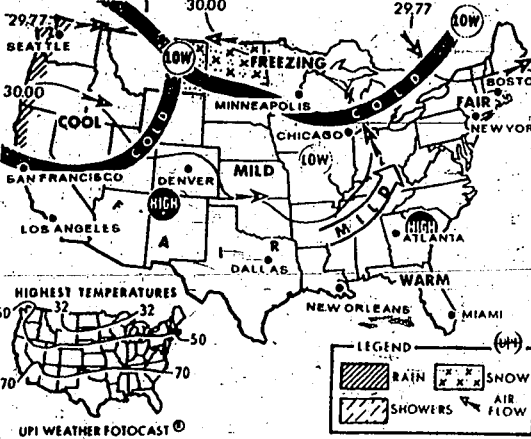 30.00
29.77
29.77
LOW
SEATTLE
LOW
FREEZING
BOSTO
30.00
MINNEAPOLIS
COLD
FAIR
COOL
NEW YORK
CHICAGO
COLD
LOW
SAN FRANCISCO
DENVER
MILD
HIGH
MILD
F
HIGH
LOS ANGELES
ATLANTA
A
I
R
DALLAS
WARM
HIGHEST TEMPERATURES
32
32
NEW ORLEANS
MIAMI
50
LEGEND
UPI
RAIN
SNOW
70
70
SHOWERS
AIR
FLOW
UPI WEATHER FOTOCAST ®